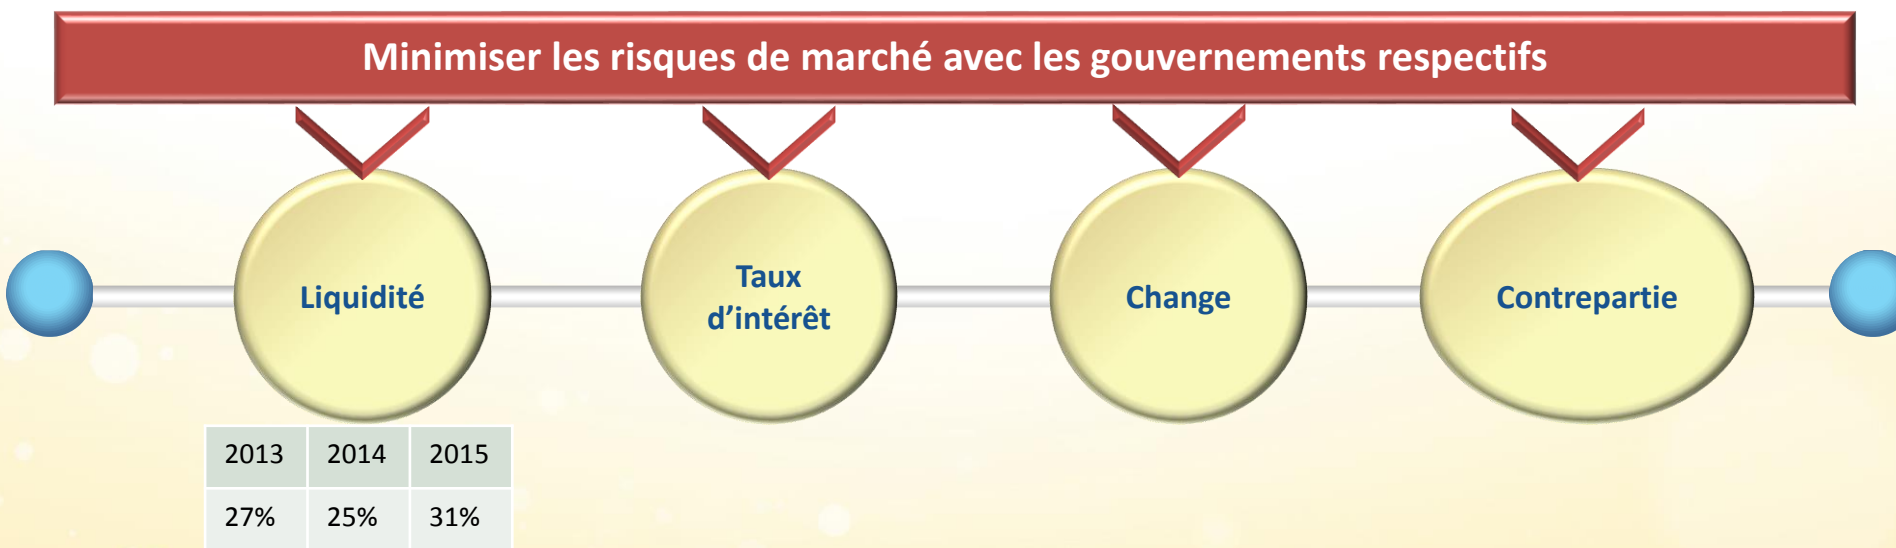 Minimiser les risques de marché avec les gouvernements respectifs
Liquidité
Taux
d’intérêt
Change
Contrepartie
2013 2014 2015
27% 25% 31%